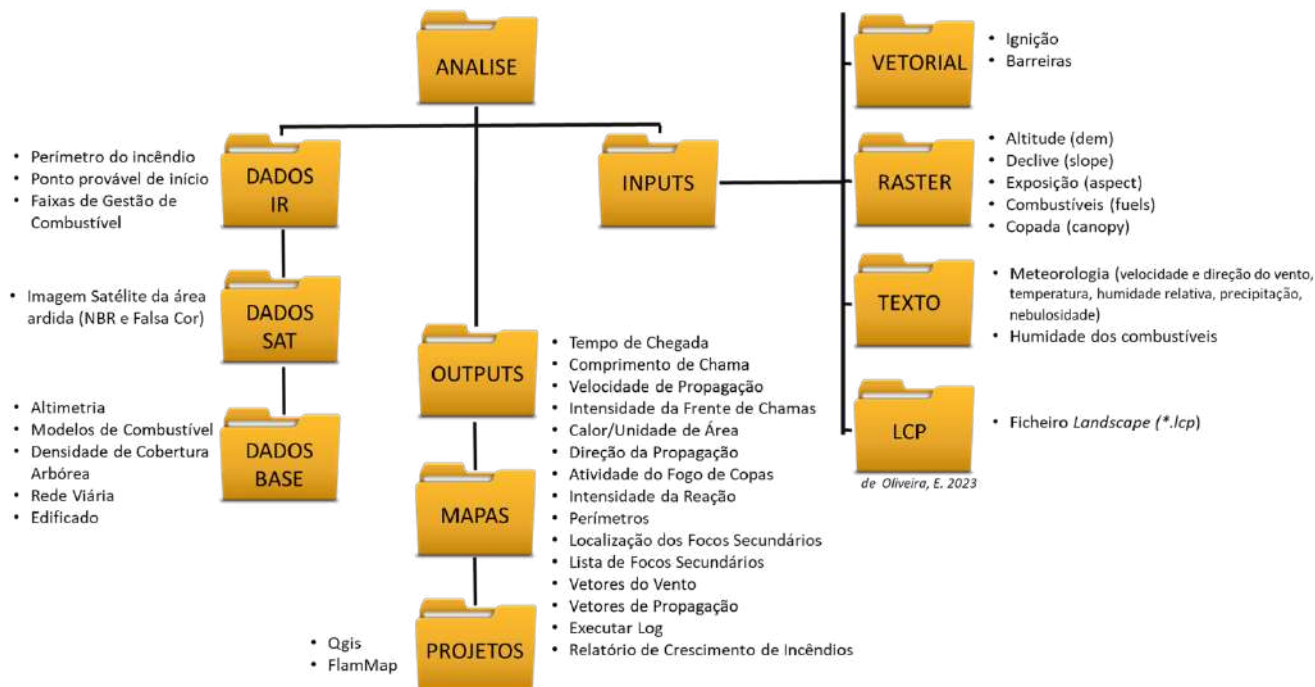 ANALISE
DADOS
IR
• Perímetro do incêndio
• Ponto provável de início
• Faixas de Gestão de
Combustível
DADOS
SAT
• Imagem Satélite da área
ardida (NBR e Falsa Cor)
DADOS
BASE
• Altimetria
• Modelos de Combustível
• Densidade de Cobertura
Arbórea
• Rede Viária
• Edificado
OUTPUTS
• Tempo de Chegada
• Comprimento de Chama
• Velocidade de Propagação
• Intensidade da Frente de Chamas
• Calor/Unidade de Área
• Direção da Propagação
• Atividade do Fogo de Copas
• Intensidade da Reação
• Perímetros
• Localização dos Focos Secundários
• Lista de Focos Secundários
• Vetores do Vento
• Vetores de Propagação
• Executar Log
• Relatório de Crescimento de Incêndios
MAPAS
PROJETOS
• Qgis
• FlamMap
INPUTS
VETORIAL
• Ignição
• Barreiras
RASTER
• Altitude (dem)
• Declive (slope)
• Exposição (aspect)
• Combustíveis (fuels)
• Copada (canopy)
TEXTO
• Meteorologia (velocidade e direção do vento,
temperatura, humidade relativa, precipitação,
nebulosidade)
• Humidade dos combustíveis
LCP
• Ficheiro Landscape (*.lcp)
de Oliveira, E. 2023